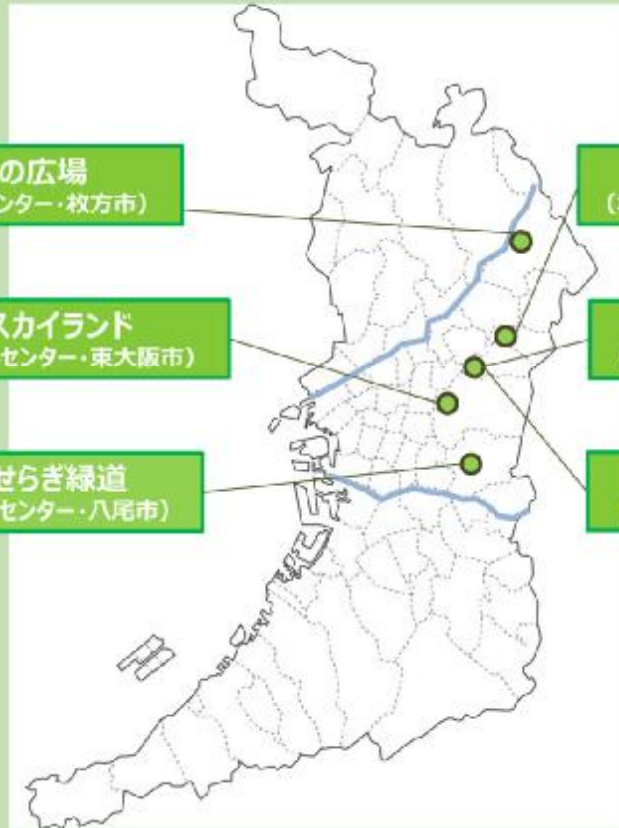 の広場
ンター・枚方市）
スカイランド
センター・東大阪市）
せらぎ緑道
センター・八尾市）
（